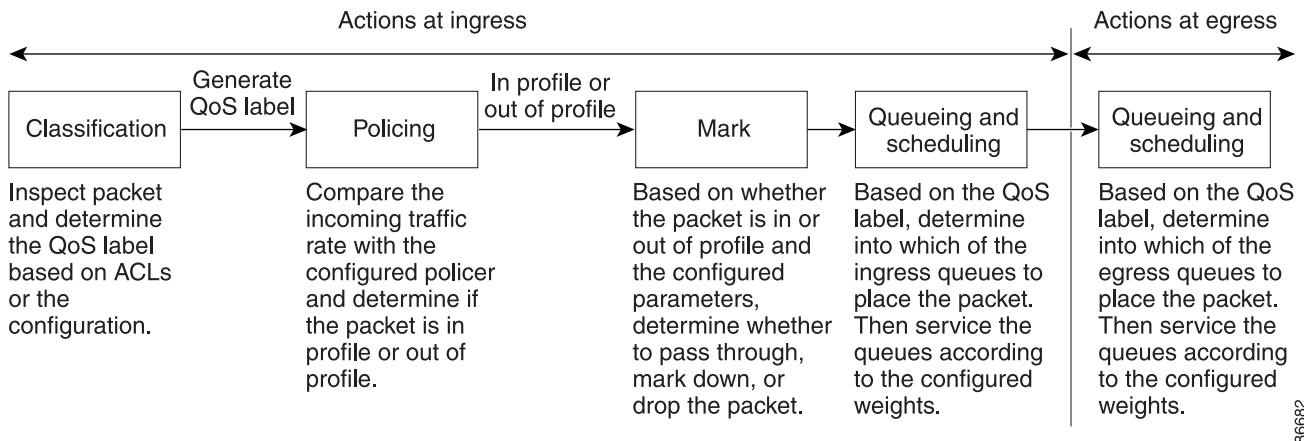 Actions at ingress
Actions at egress
Generate
QoS label
In profile or
out of profile
Classification
Policing
Mark
Queueing and
scheduling
Queueing and
scheduling
Inspect packet
and determine
the QoS label
based on ACLs
or the
configuration.
Compare the
incoming traffic
rate with the
configured policer
and determine if
the packet is in
profile or out of
profile.
Based on whether
the packet is in or
out of profile and
the configured
parameters,
determine whether
to pass through,
mark down, or
drop the packet.
Based on the QoS
label, determine
into which of the
ingress queues to
place the packet.
Then service the
queues according
to the configured
weights.
Based on the QoS
label, determine
into which of the
egress queues to
place the packet.
Then service the
queues according
to the configured
weights.
86682